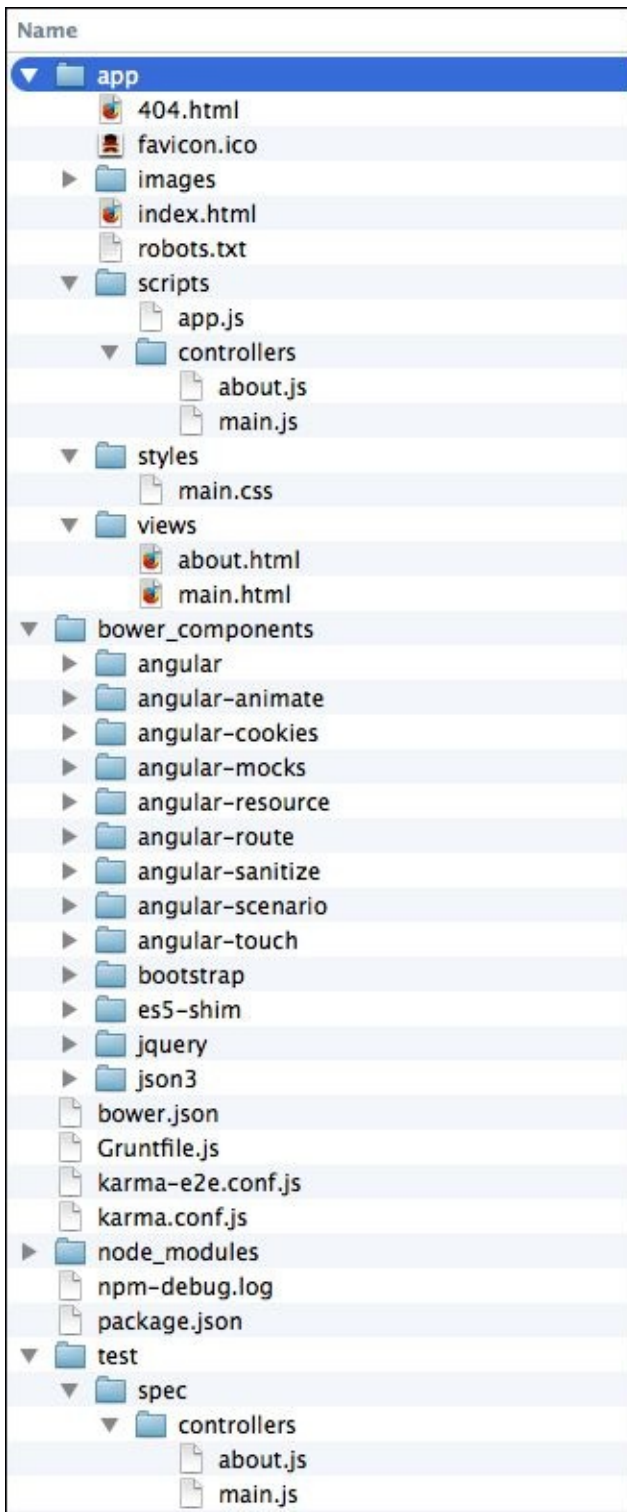 Name
app
404.html
favicon.ico
images
index.html
robots.txt
scripts
app.js
controllers
about.js
main.js
styles
main.css
views
about.html
main.html
bower_components
angular
angular-animate
angular-cookies
angular-mocks
angular-resource
angular-route
angular-sanitize
angular-scenario
angular-touch
bootstrap
es5-shim
jquery
json3
bower.json
Gruntfile.js
karma-e2e.conf.js
karma.conf.js
node_modules
npm-debug.log
package.json
test
spec
controllers
about.js
main.js